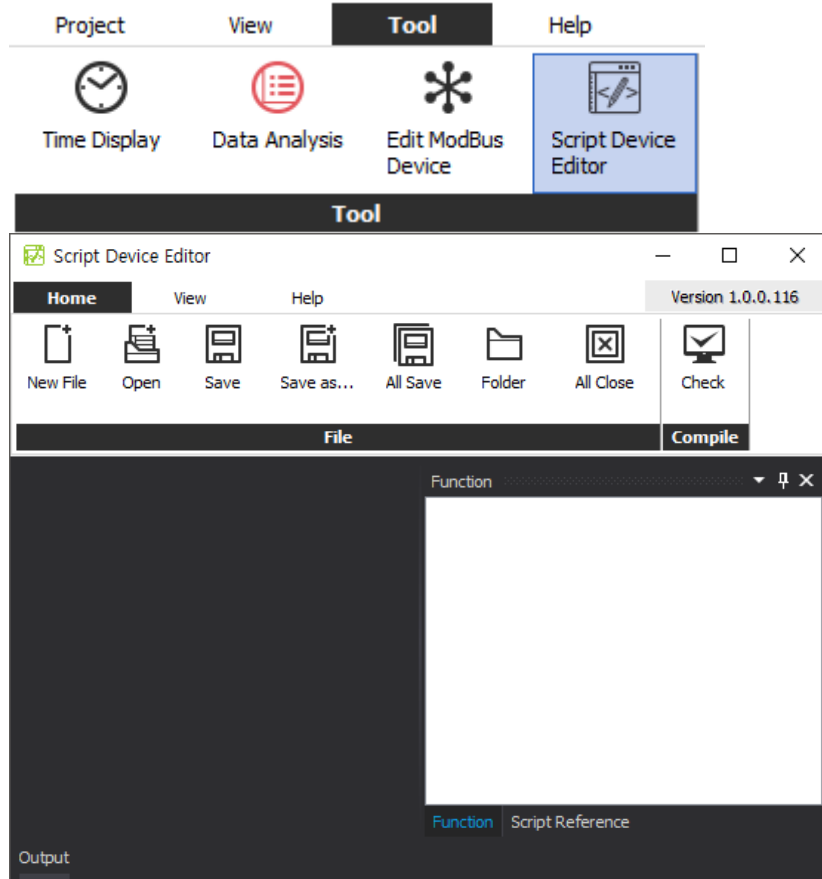 Project View Tool Help
Time Display Data Analysis Edit ModBus Device Script Device Editor
Tool
Script Device Editor
Home View Help Version 1.0.0.116
New File Open Save Save as... All Save Folder All Close Check
File Compile
Function
Function Script Reference
Output